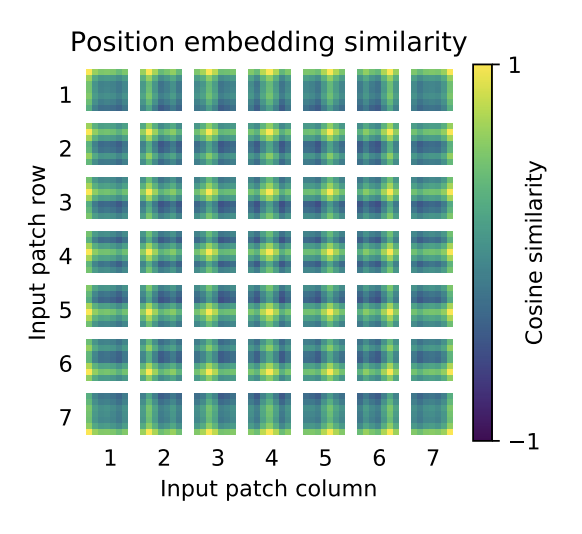 Position embedding similarity
1
2
3
4
5
6
7
Input patch row
1 2 3 4 5 6 7
Input patch column
1
−1
Cosine similarity